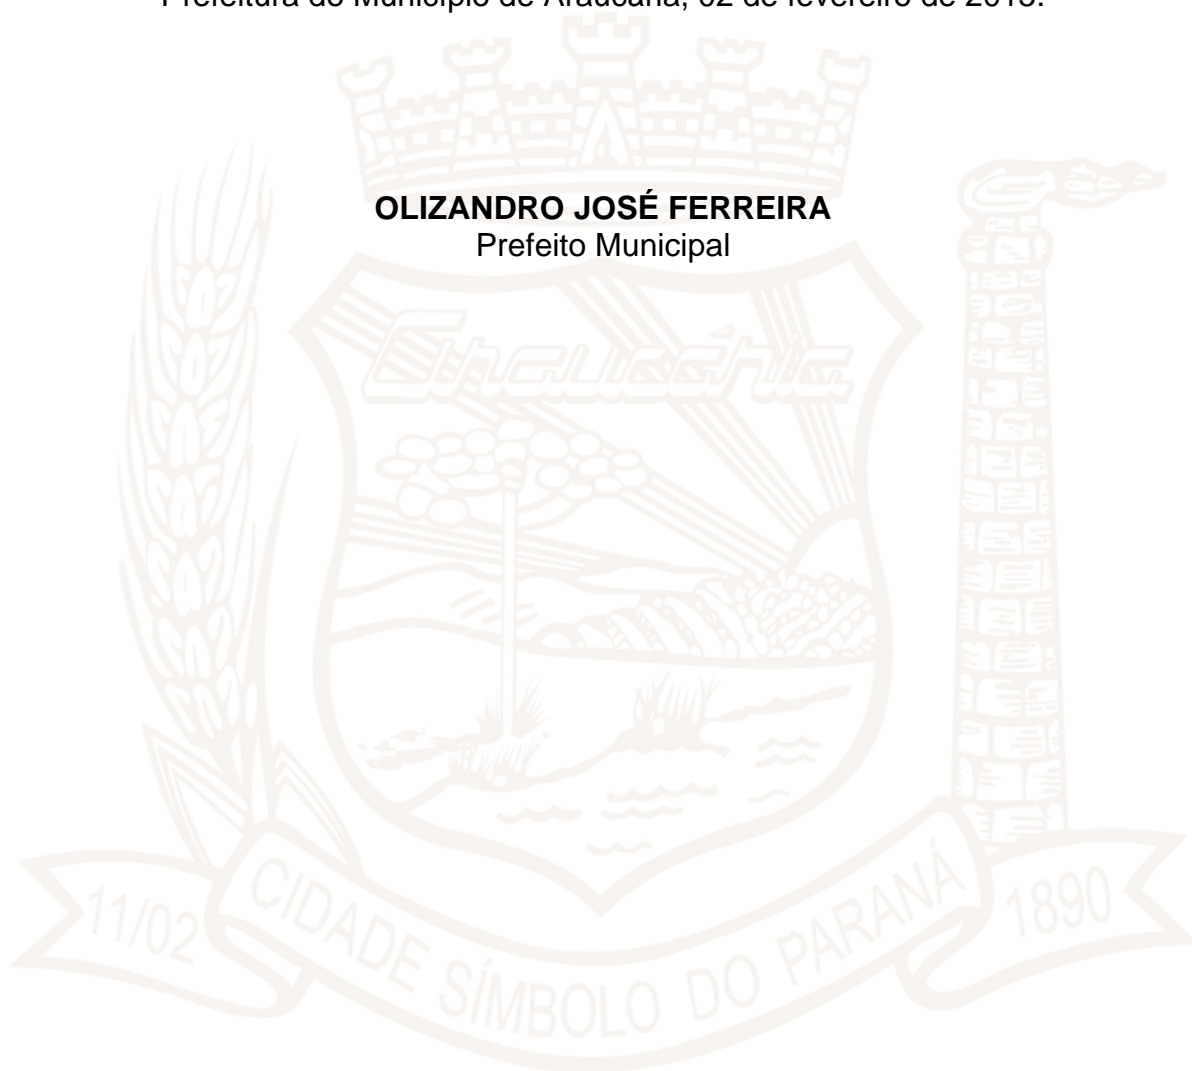 Prefeitura do Município de Araucária, 02 de fevereiro de 2015.
OLIZANDRO JOSÉ FERREIRA
Prefeito Municipal
Araucária
11/02
CIDADE SÍMBOLO DO PARANÁ
1890